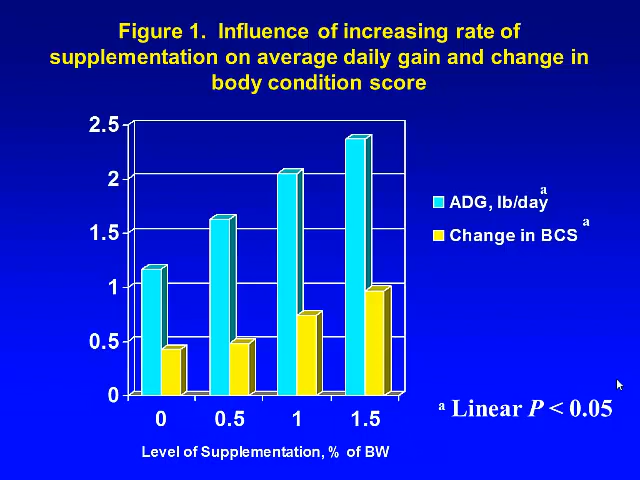 Figure 1.  Influence of increasing rate of
supplementation on average daily gain and change in
body condition score
2.5
2
1.5
1
0.5
0
0 0.5 1 1.5
Level of Supplementation, % of BW
ADG, lb/day a
Change in BCS a
a Linear P < 0.05